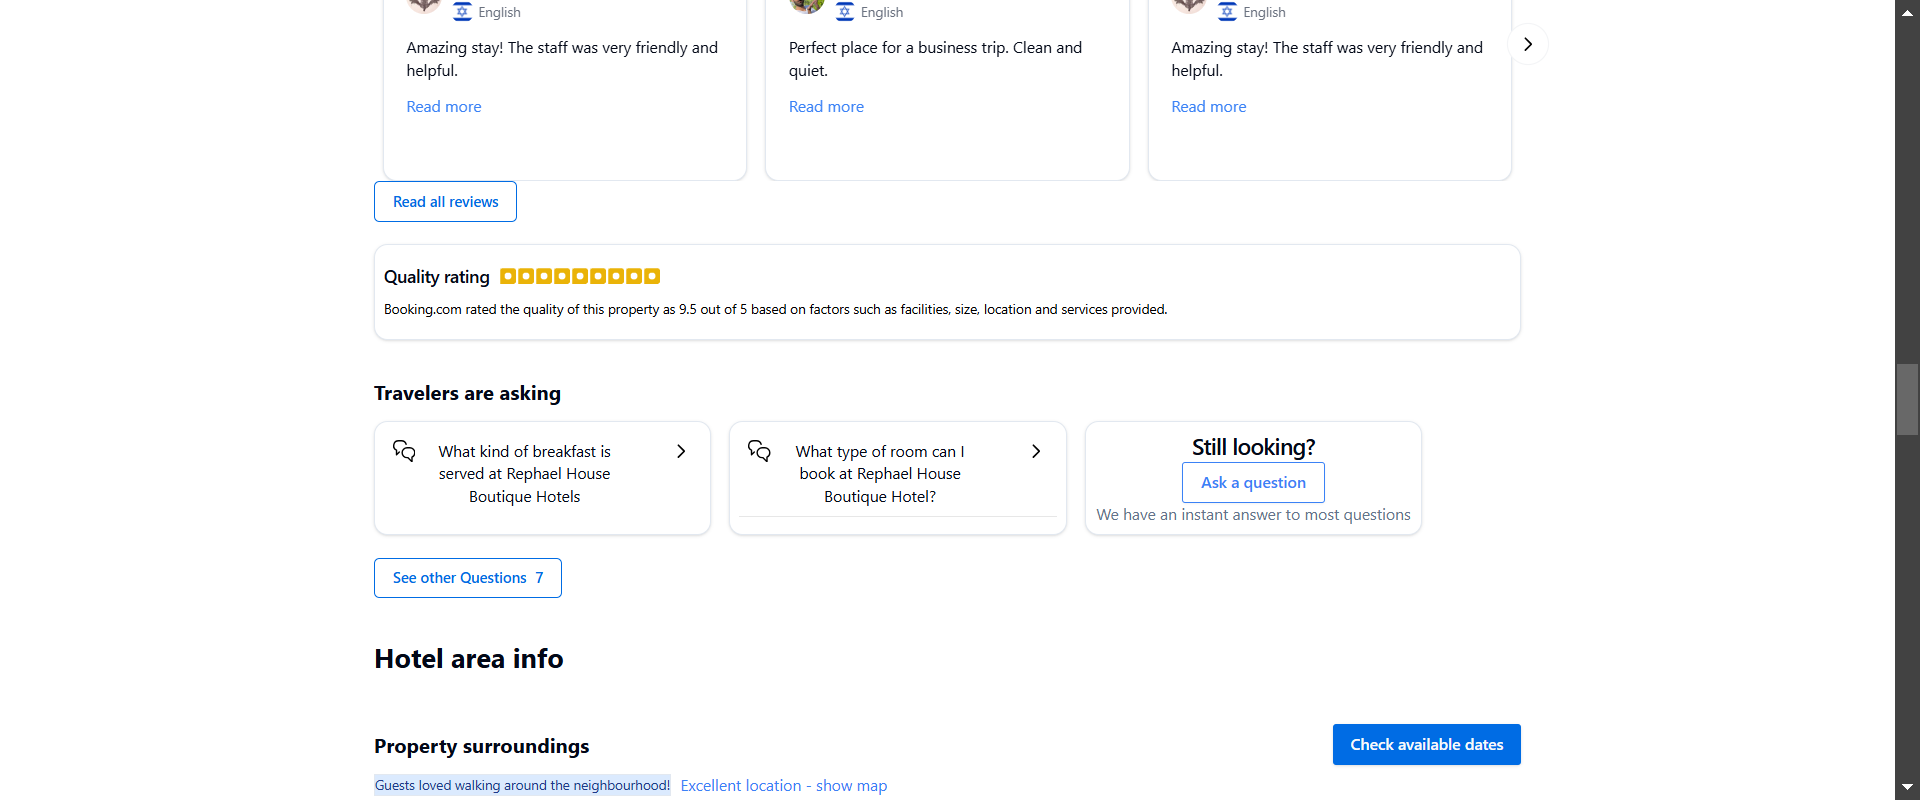 English
English
English
Amazing stay! The staff was very friendly and
helpful.
Read more
Perfect place for a business trip. Clean and
quiet.
Read more
Amazing stay! The staff was very friendly and
helpful.
Read more
Read all reviews
Quality rating
Booking.com rated the quality of this property as 9.5 out of 5 based on factors such as facilities, size, location and services provided.
Travelers are asking
What kind of breakfast is
served at Rephael House
Boutique Hotels
What type of room can I
book at Rephael House
Boutique Hotel?
Still looking?
Ask a question
We have an instant answer to most questions
See other Questions 7
Hotel area info
Property surroundings
Check available dates
Guests loved walking around the neighbourhood! Excellent location - show map